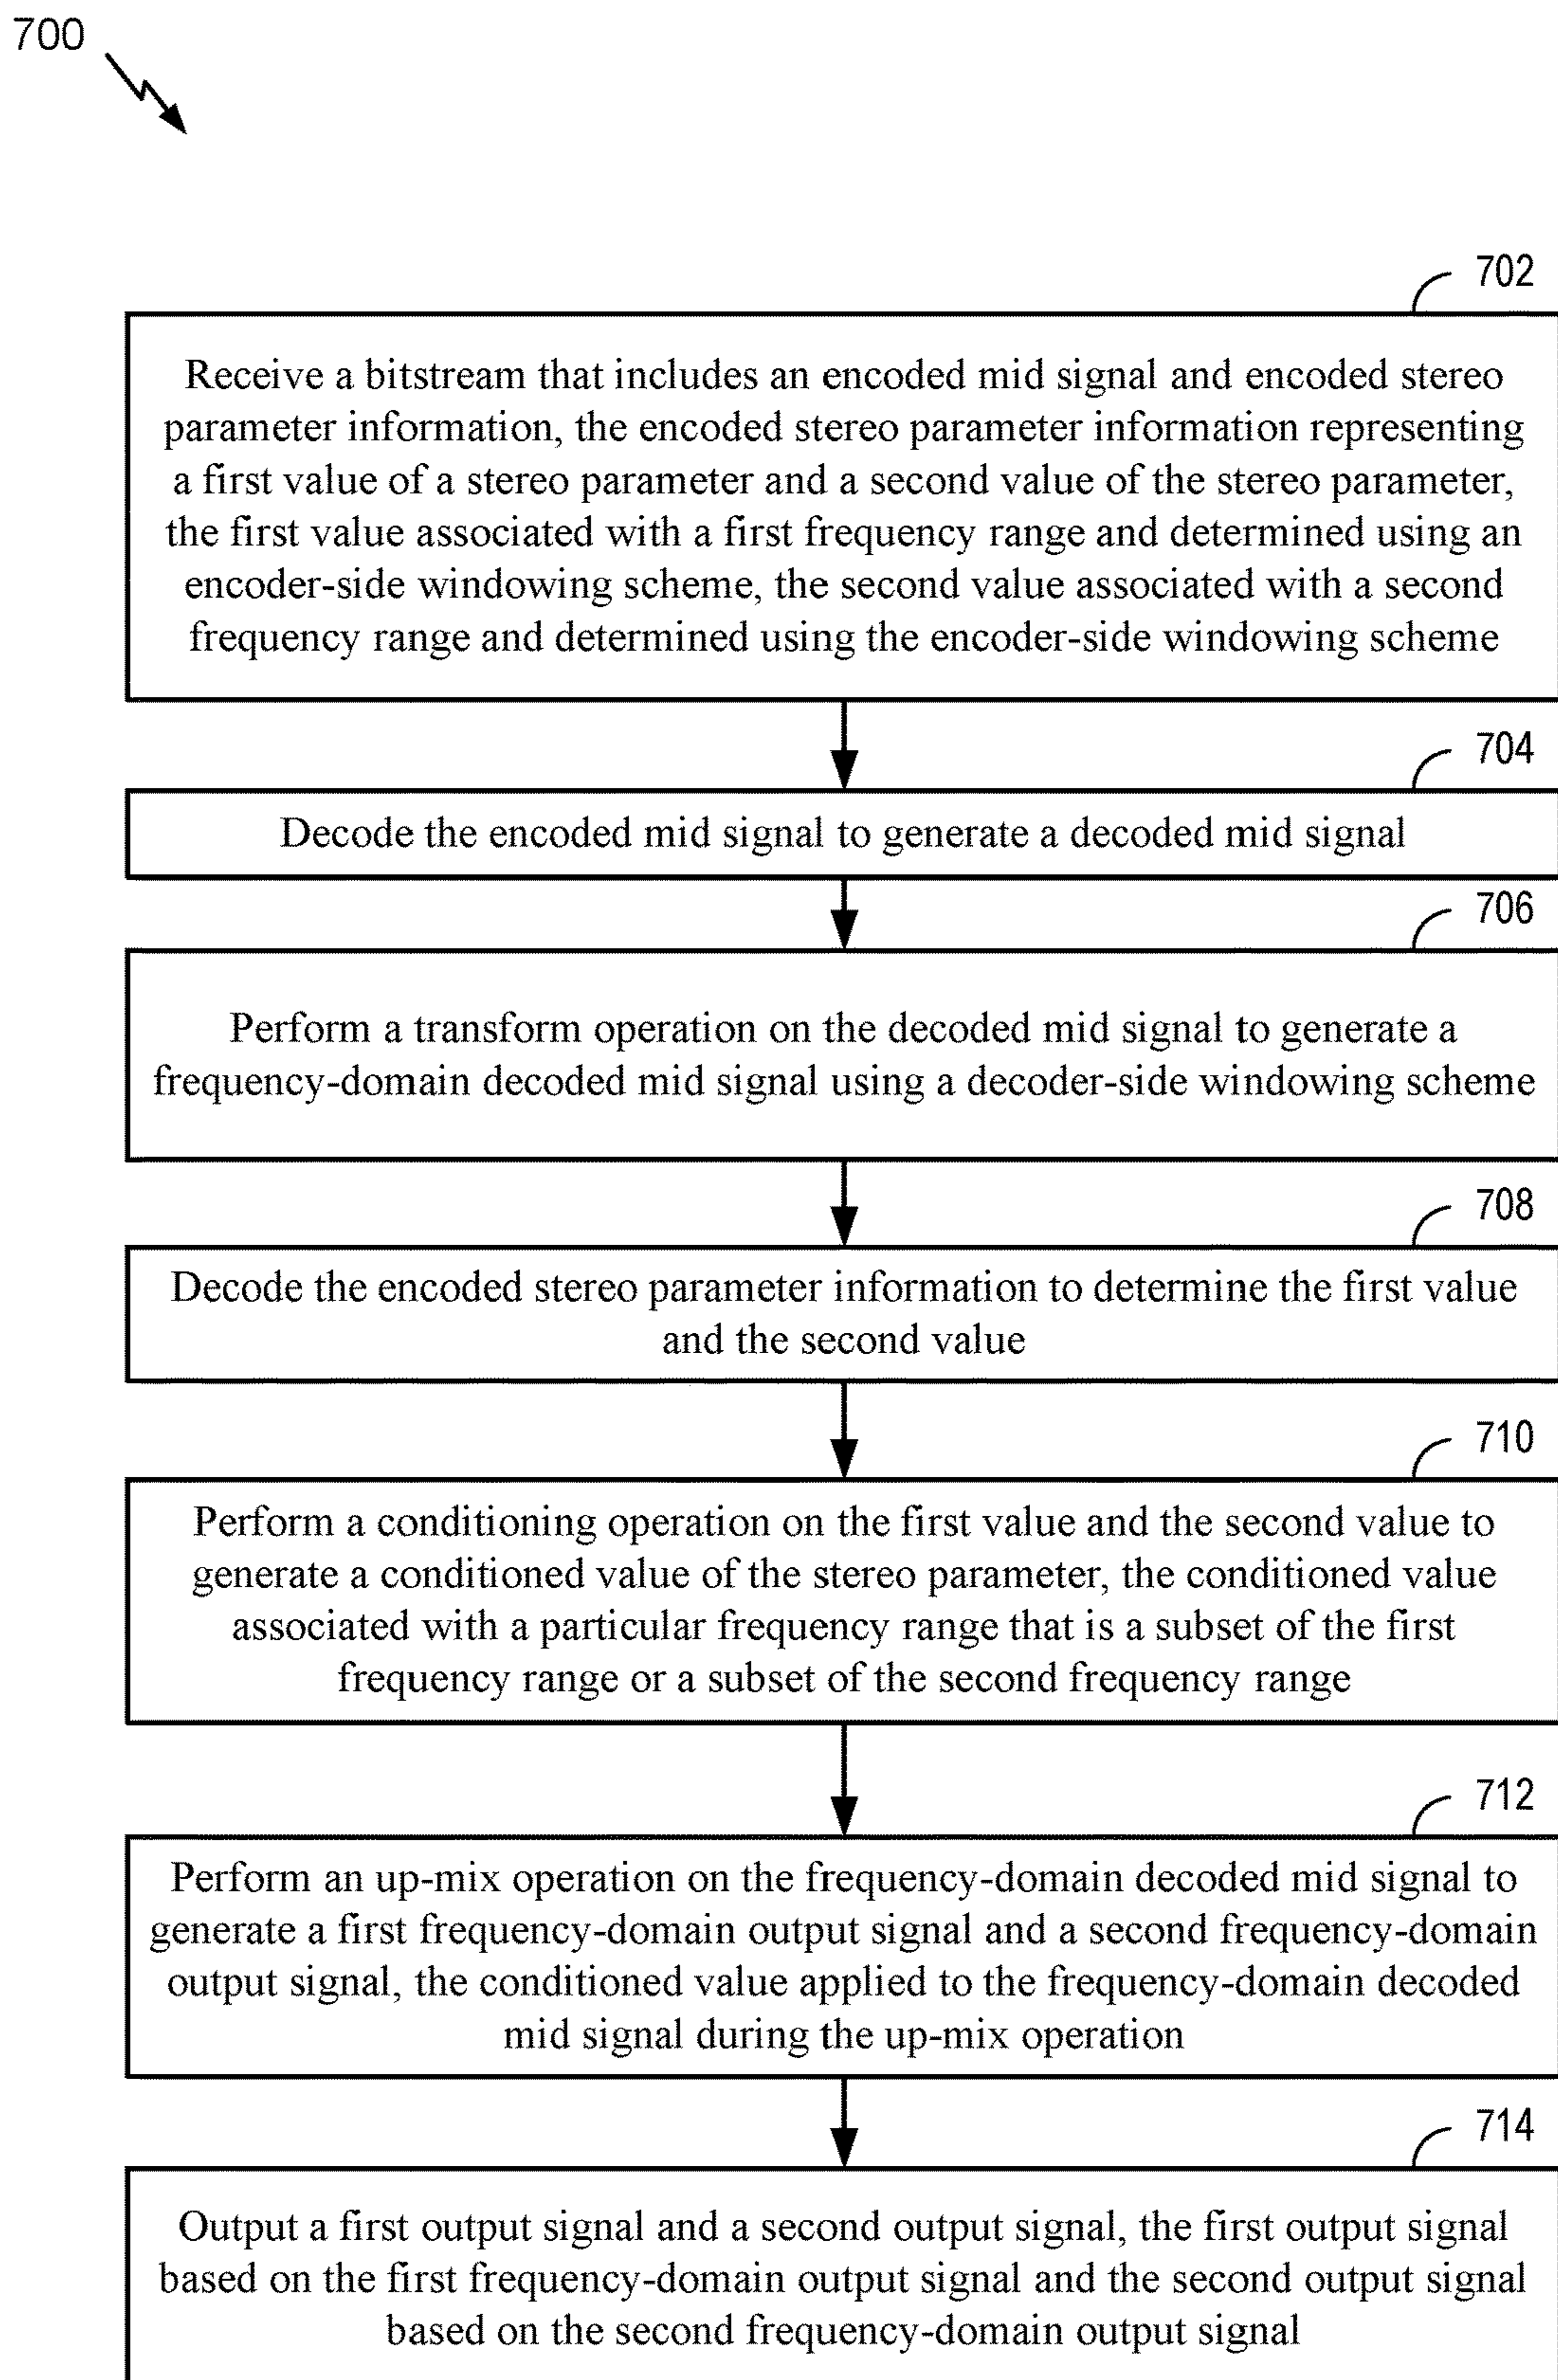 700
702
Receive a bitstream that includes an encoded mid signal and encoded stereo
parameter information, the encoded stereo parameter information representing
a first value of a stereo parameter and a second value of the stereo parameter,
the first value associated with a first frequency range and determined using an
encoder-side windowing scheme, the second value associated with a second
frequency range and determined using the encoder-side windowing scheme
704
Decode the encoded mid signal to generate a decoded mid signal
706
Perform a transform operation on the decoded mid signal to generate a
frequency-domain decoded mid signal using a decoder-side windowing scheme
708
Decode the encoded stereo parameter information to determine the first value
and the second value
710
Perform a conditioning operation on the first value and the second value to
generate a conditioned value of the stereo parameter, the conditioned value
associated with a particular frequency range that is a subset of the first
frequency range or a subset of the second frequency range
712
Perform an up-mix operation on the frequency-domain decoded mid signal to
generate a first frequency-domain output signal and a second frequency-domain
output signal, the conditioned value applied to the frequency-domain decoded
mid signal during the up-mix operation
714
Output a first output signal and a second output signal, the first output signal
based on the first frequency-domain output signal and the second output signal
based on the second frequency-domain output signal